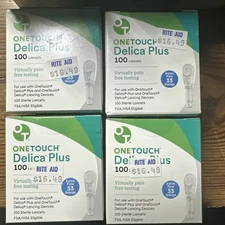 ONETOUCH
Delica Plus
100 Lancets
RITE AID
$16.49
Virtually pain
free testing
33
For use with OneTouch®
Delica® Plus and OneTouch®
Delica® Lancing Devices.
100 Sterile Lancets
FSA/HSA Eligible
ONETOUCH
Delica Plus
100 Lancets
RITE AID
$16.49
Virtually pain
free testing
33
For use with OneTouch®
Delica® Plus and OneTouch®
Delica® Lancing Devices.
100 Sterile Lancets
FSA/HSA Eligible
ONETOUCH
Delica Plus
100
RITE AID
$16.49
Virtually
free testing
33
For use with OneTouch®
Delica® Plus and OneTouch®
Delica® Lancing Devices.
100 Sterile Lancets
FSA/HSA Eligible
ONETOUCH
Plus
100
RITE AID
$16.49
free testing
33
For use with OneTouch®
Delica® Plus and OneTouch®
Delica® Lancing Devices.
100 Sterile Lancets
FSA/HSA Eligible